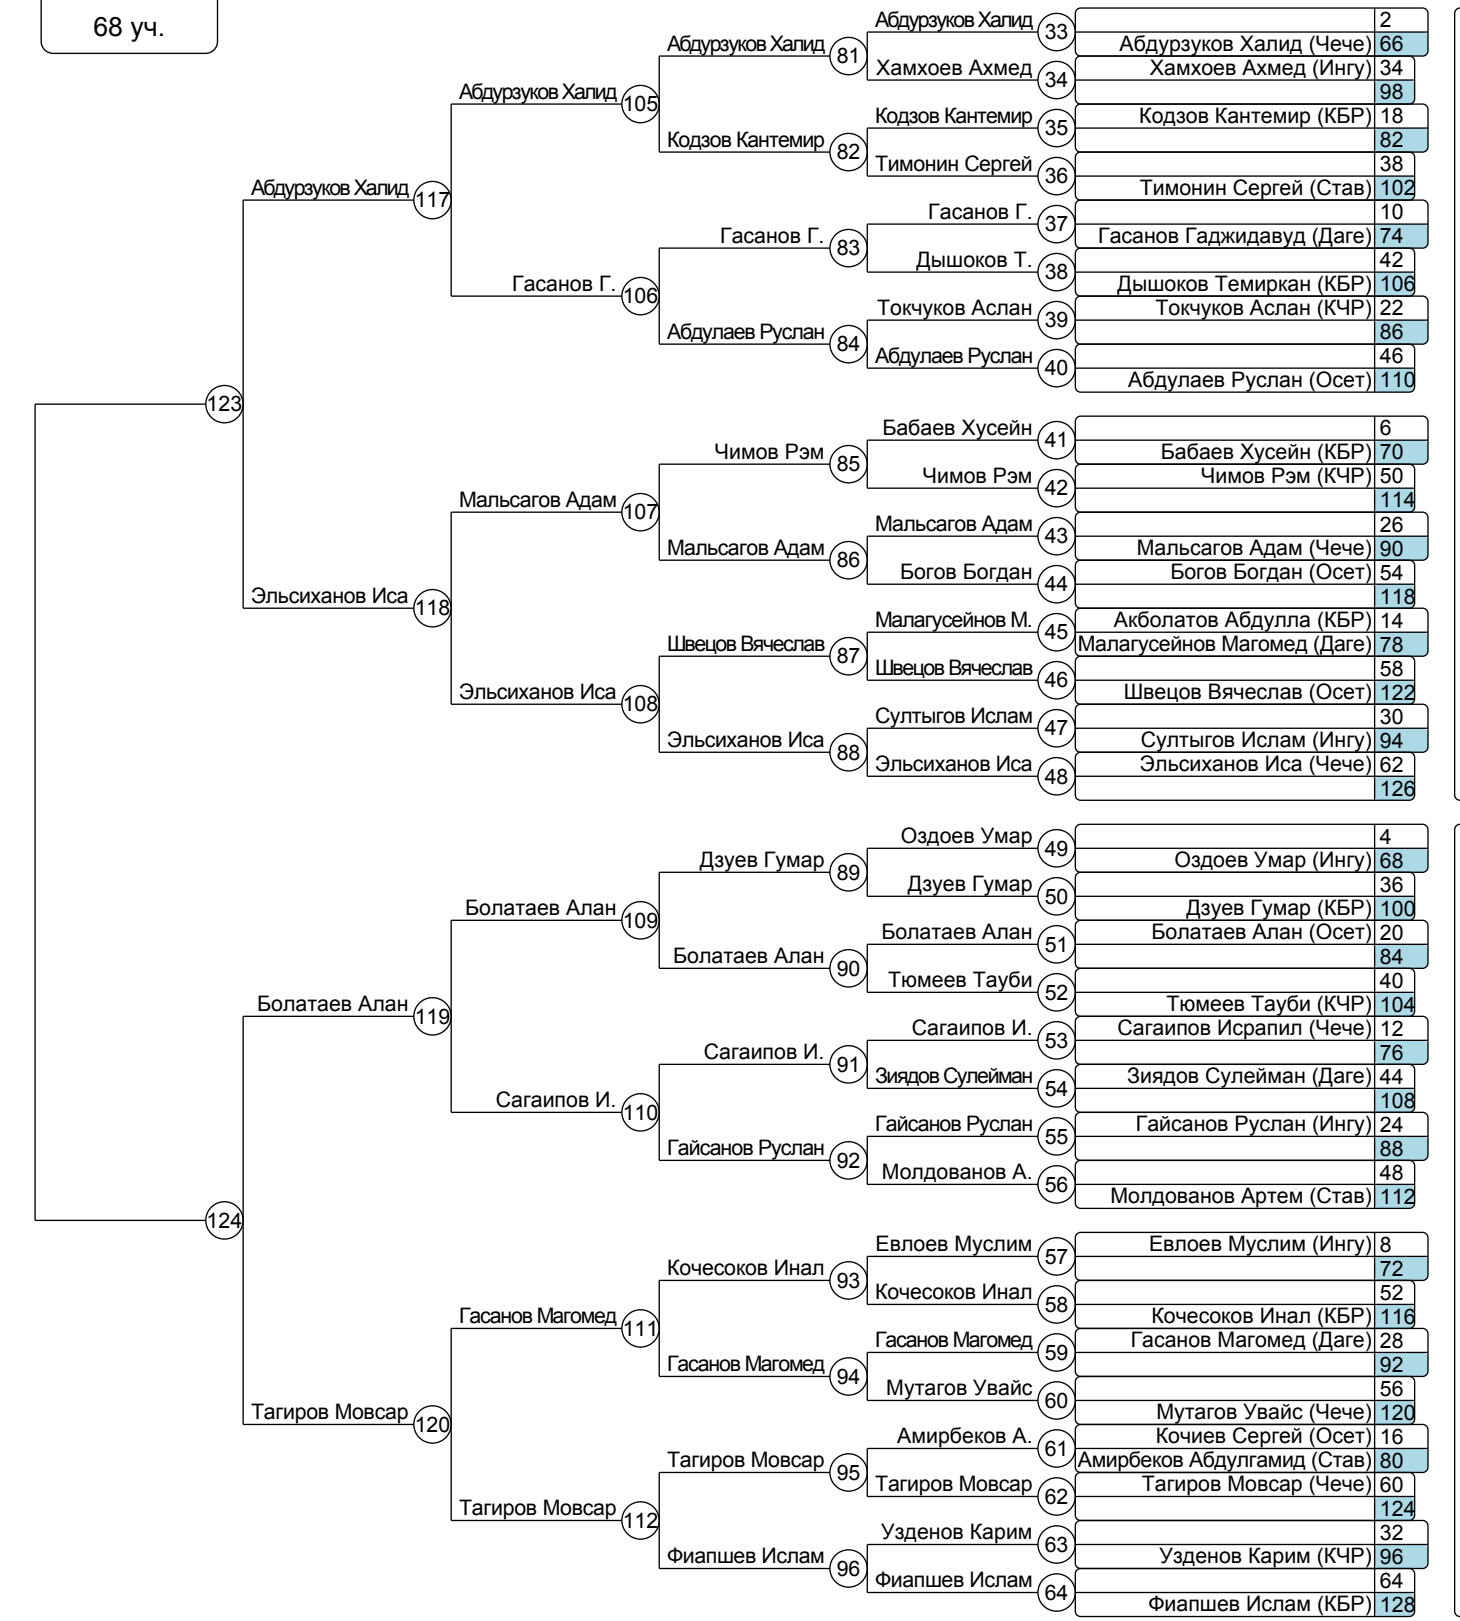 68 уч.
Абдурзуков Халид 33 2
Абдурзуков Халид 81 Абдурзуков Халид (Чече) 66
Хамхоев Ахмед 34 Хамхоев Ахмед (Ингу) 34
Абдурзуков Халид 105 98
Кодзов Кантемир 35 Кодзов Кантемир (КБР) 18
Кодзов Кантемир 82 82
Тимонин Сергей 36 38
Абдурзуков Халид 117 Тимонин Сергей (Став) 102
Гасанов Г. 37 10
Гасанов Г. 83 Гасанов Гаджидавуд (Даге) 74
Дышоков Т. 38 42
Гасанов Г. 106 Дышоков Темиркан (КБР) 106
Токчуков Аслан 39 Токчуков Аслан (КЧР) 22
Абдулаев Руслан 84 86
Абдулаев Руслан 40 46
Абдулаев Руслан (Осет) 110
123
Бабаев Хусейн 41 6
Чимов Рэм 85 Бабаев Хусейн (КБР) 70
Чимов Рэм 42 Чимов Рэм (КЧР) 50
Мальсагов Адам 107 114
Мальсагов Адам 43 26
Мальсагов Адам 86 Мальсагов Адам (Чече) 90
Богов Богдан 44 Богов Богдан (Осет) 54
Эльсиханов Иса 118 118
Малагусейнов М. 45 Акболатов Абдулла (КБР) 14
Швецов Вячеслав 87 Малагусейнов Магомед (Даге) 78
Швецов Вячеслав 46 58
Эльсиханов Иса 108 Швецов Вячеслав (Осет) 122
Султыгов Ислам 47 30
Эльсиханов Иса 88 Султыгов Ислам (Ингу) 94
Эльсиханов Иса 48 Эльсиханов Иса (Чече) 62
126
Оздоев Умар 49 4
Дзуев Гумар 89 Оздоев Умар (Ингу) 68
Дзуев Гумар 50 36
Болатаев Алан 109 Дзуев Гумар (КБР) 100
Болатаев Алан 51 Болатаев Алан (Осет) 20
Болатаев Алан 90 84
Тюмеев Тауби 52 40
Болатаев Алан 119 Тюмеев Тауби (КЧР) 104
Сагаипов И. 53 Сагаипов Исрапил (Чече) 12
Сагаипов И. 91 76
Зиядов Сулейман 54 Зиядов Сулейман (Даге) 44
Сагаипов И. 110 108
Гайсанов Руслан 55 Гайсанов Руслан (Ингу) 24
Гайсанов Руслан 92 88
Молдованов А. 56 48
Молдованов Артем (Став) 112
124
Евлоев Муслим 57 Евлоев Муслим (Ингу) 8
Кочесоков Инал 93 72
Кочесоков Инал 58 52
Гасанов Магомед 111 Кочесоков Инал (КБР) 116
Гасанов Магомед 59 Гасанов Магомед (Даге) 28
Гасанов Магомед 94 92
Мутагов Увайс 60 56
Тагиров Мовсар 120 Мутагов Увайс (Чече) 120
Амирбеков А. 61 Кочиев Сергей (Осет) 16
Тагиров Мовсар 95 Амирбеков Абдулгамид (Став) 80
Тагиров Мовсар 62 Тагиров Мовсар (Чече) 60
Тагиров Мовсар 112 124
Узденов Карим 63 32
Фиапшев Ислам 96 Узденов Карим (КЧР) 96
Фиапшев Ислам 64 64
Фиапшев Ислам (КБР) 128